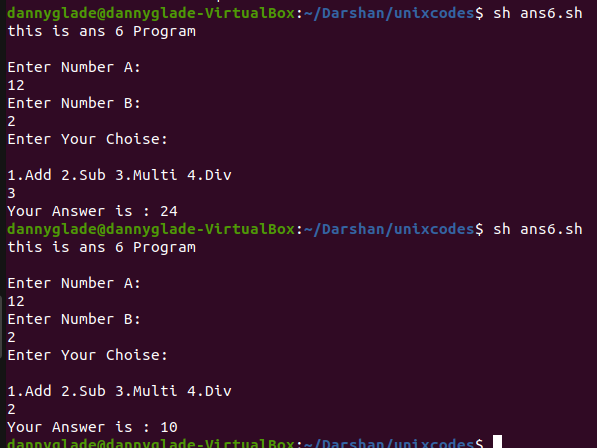 dannyglade@dannyglade-VirtualBox:~/Darshan/unixcodes$ sh ans6.sh
this is ans 6 Program
Enter Number A:
12
Enter Number B:
2
Enter Your Choise:
1.Add 2.Sub 3.Multi 4.Div
3
Your Answer is : 24
dannyglade@dannyglade-VirtualBox:~/Darshan/unixcodes$ sh ans6.sh
this is ans 6 Program
Enter Number A:
12
Enter Number B:
2
Enter Your Choise:
1.Add 2.Sub 3.Multi 4.Div
2
Your Answer is : 10
dannyglade@dannyglade-VirtualBox:~/Darshan/unixcodes$